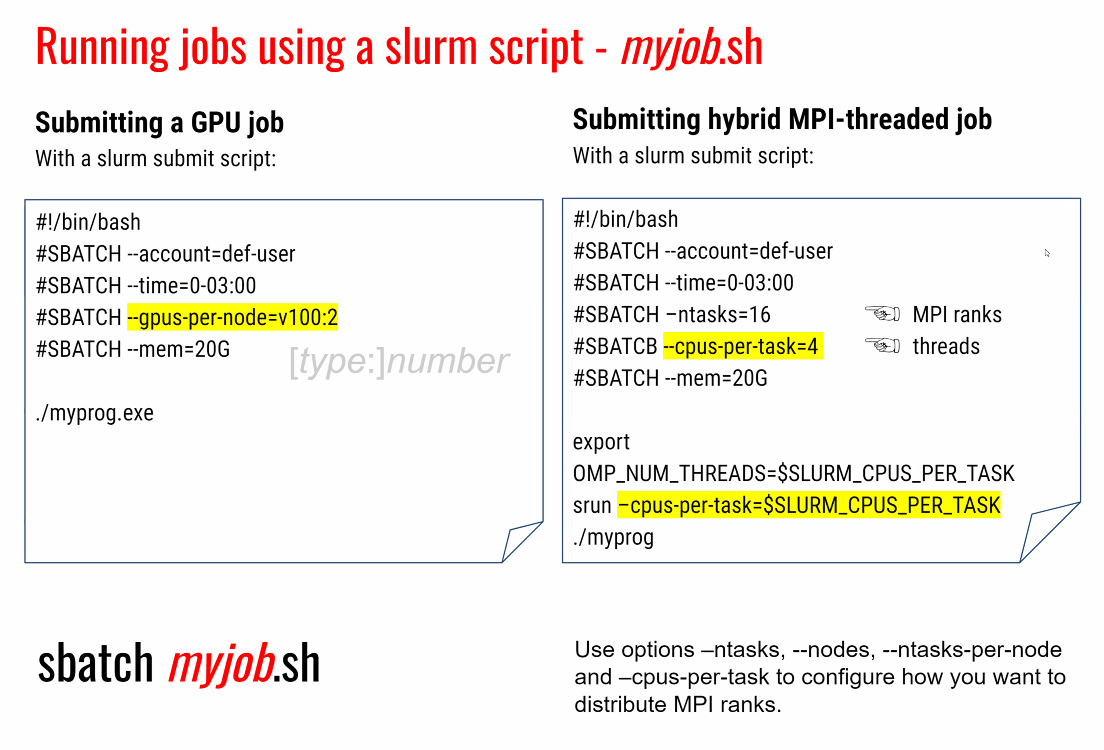 Running jobs using a slurm script - myjob.sh
Submitting a GPU job
With a slurm submit script:
#!/bin/bash
#SBATCH --account=def-user
#SBATCH --time=0-03:00
#SBATCH --gpus-per-node=v100:2
#SBATCH --mem=20G
[type:]number
./myprog.exe
sbatch myjob.sh
Submitting hybrid MPI-threaded job
With a slurm submit script:
#!/bin/bash
#SBATCH --account=def-user
#SBATCH --time=0-03:00
#SBATCH –ntasks=16 ☜ MPI ranks
#SBATCB --cpus-per-task=4 ☜ threads
#SBATCH --mem=20G
export
OMP_NUM_THREADS=$SLURM_CPUS_PER_TASK
srun –cpus-per-task=$SLURM_CPUS_PER_TASK
./myprog
Use options –ntasks, --nodes, --ntasks-per-node
and –cpus-per-task to configure how you want to
distribute MPI ranks.